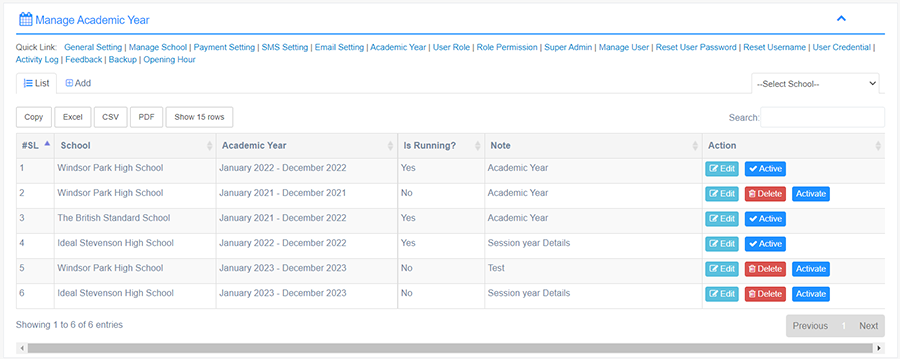 Manage Academic Year
Quick Link: General Setting | Manage School | Payment Setting | SMS Setting | Email Setting | Academic Year | User Role | Role Permission | Super Admin | Manage User | Reset User Password | Reset Username | User Credential |
Activity Log | Feedback | Backup | Opening Hour
List Add --Select School--
Copy Excel CSV PDF Show 15 rows Search:
#SL School Academic Year Is Running? Note Action
1 Windsor Park High School January 2022 - December 2022 Yes Academic Year Edit Active
2 Windsor Park High School January 2021 - December 2021 No Academic Year Edit Delete Activate
3 The British Standard School January 2021 - December 2022 Yes Academic Year Edit Active
4 Ideal Stevenson High School January 2022 - December 2022 Yes Session year Details Edit Active
5 Windsor Park High School January 2023 - December 2023 No Test Edit Delete Activate
6 Ideal Stevenson High School January 2023 - December 2023 No Session year Details Edit Delete Activate
Showing 1 to 6 of 6 entries Previous 1 Next